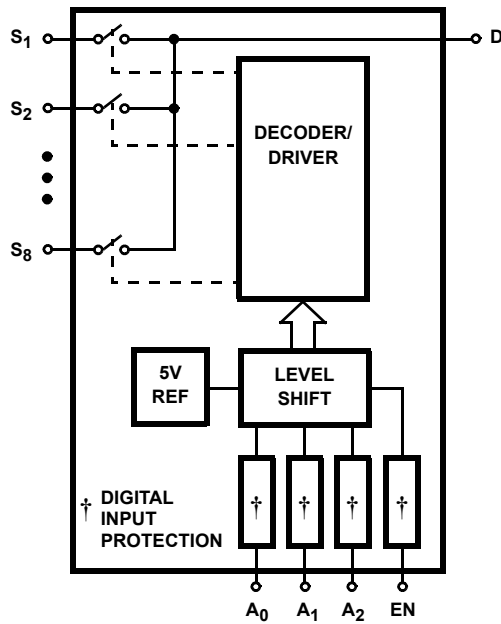 S1
D
S2
DECODER/
DRIVER
S8
5V
REF
LEVEL
SHIFT
† † † †
† DIGITAL
INPUT
PROTECTION
A0 A1 A2 EN